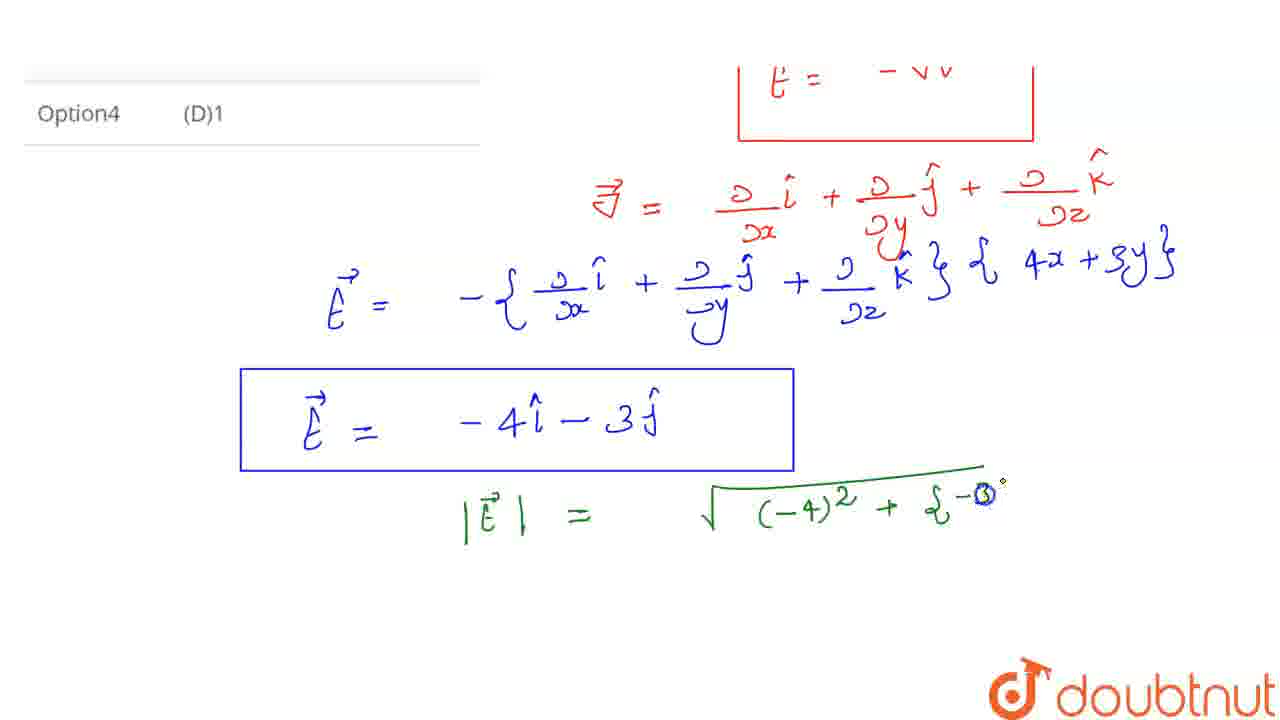 E = - ∇V
Option4 (D)1
∇⃗ = ∂/∂x î + ∂/∂y ĵ + ∂/∂z k̂
E⃗ = - { ∂/∂x î + ∂/∂y ĵ + ∂/∂z k̂ } { 4x + 3y }
E⃗ = - 4î - 3ĵ
|E⃗| = √ (-4)² + { -3
doubtnut